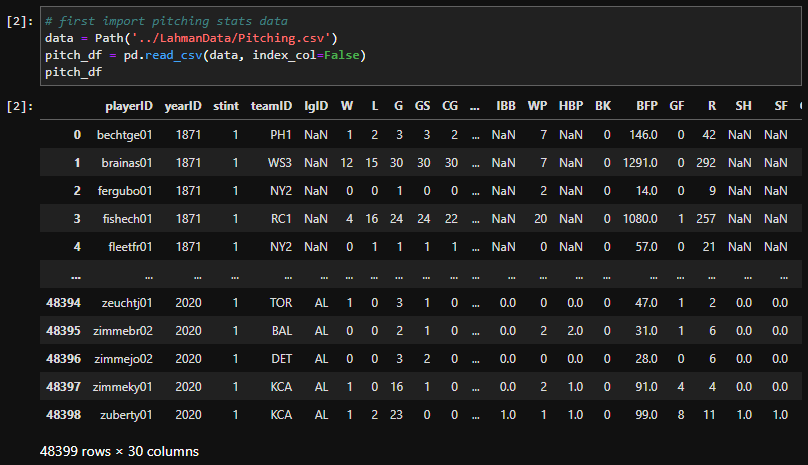 [2]: # first import pitching stats data
data = Path('../LahmanData/Pitching.csv')
pitch_df = pd.read_csv(data, index_col=False)
pitch_df
[2]: playerID yearID stint teamID lgID W L G GS CG ... IBB WP HBP BK BFP GF R SH SF
0 bechtge01 1871 1 PH1 NaN 1 2 3 3 2 ... NaN 7 NaN 0 146.0 0 42 NaN NaN
1 brainas01 1871 1 WS3 NaN 12 15 30 30 30 ... NaN 7 NaN 0 1291.0 0 292 NaN NaN
2 fergubo01 1871 1 NY2 NaN 0 0 1 0 0 ... NaN 2 NaN 0 14.0 0 9 NaN NaN
3 fishech01 1871 1 RC1 NaN 4 16 24 24 22 ... NaN 20 NaN 0 1080.0 1 257 NaN NaN
4 fleetfr01 1871 1 NY2 NaN 0 1 1 1 1 ... NaN 0 NaN 0 57.0 0 21 NaN NaN
... ... ... ... ... ... ... ... ... ... ... ... ... ... ... ... ... ... ... ... ...
48394 zeuchtj01 2020 1 TOR AL 1 0 3 1 0 ... 0.0 0 0.0 0 47.0 1 2 0.0 0.0
48395 zimmebr02 2020 1 BAL AL 0 0 2 1 0 ... 0.0 2 2.0 0 31.0 1 6 0.0 0.0
48396 zimmejo02 2020 1 DET AL 0 0 3 2 0 ... 0.0 0 0.0 0 28.0 0 6 0.0 0.0
48397 zimmeky01 2020 1 KCA AL 1 0 16 1 0 ... 0.0 2 1.0 0 91.0 4 4 0.0 0.0
48398 zuberty01 2020 1 KCA AL 1 2 23 0 0 ... 1.0 1 1.0 0 99.0 8 11 1.0 1.0
48399 rows × 30 columns